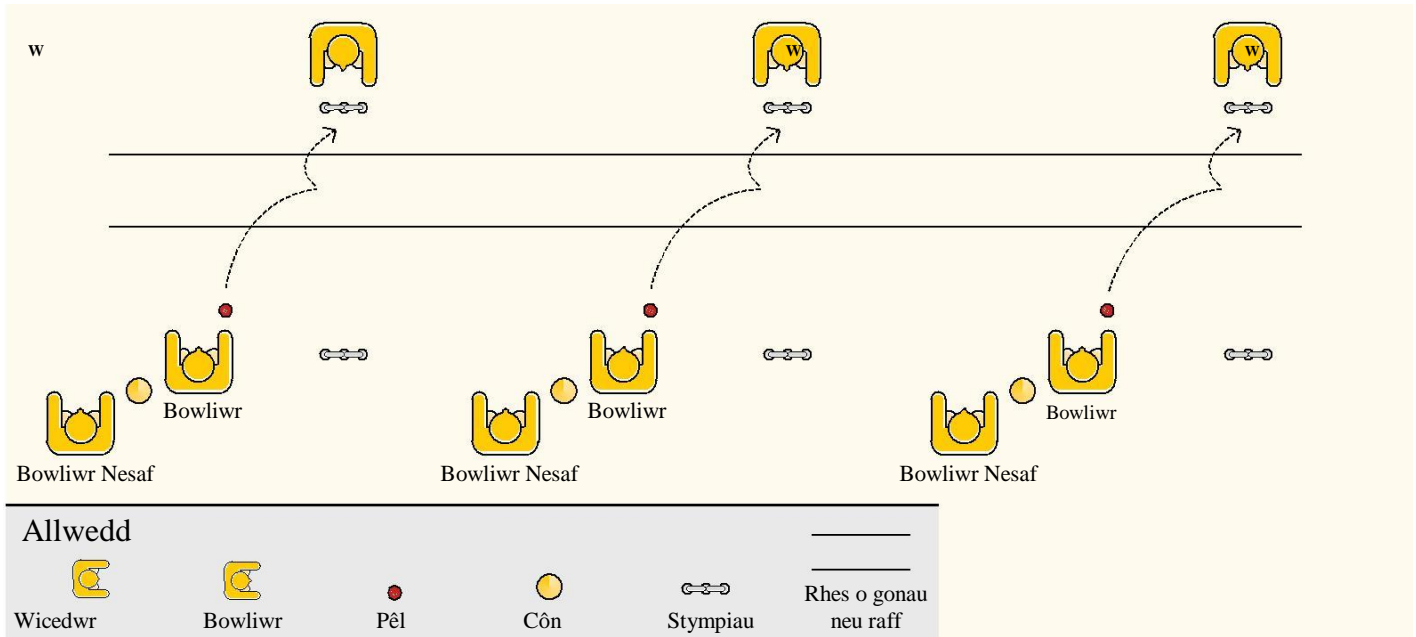 W
W
W
Bowliwr
Bowliwr
Bowliwr
Bowliwr Nesaf
Bowliwr Nesaf
Bowliwr Nesaf
Allwedd
Wicedwr
Bowliwr
Pêl
Côn
Stympiau
Rhes o gonau
neu raff